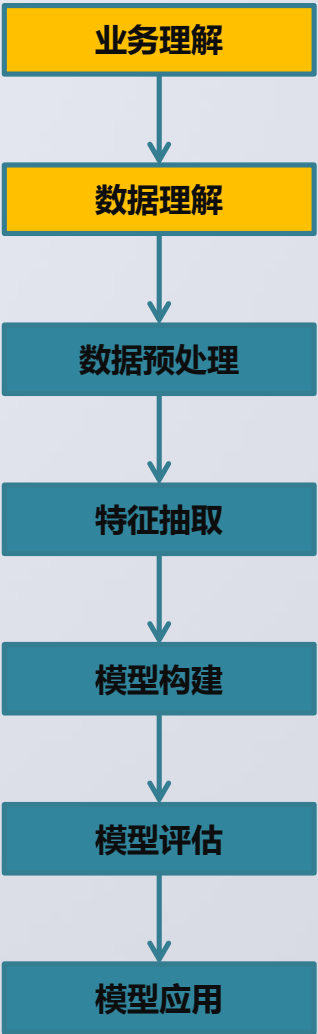 业务理解
数据理解
数据预处理
特征抽取
模型构建
模型评估
模型应用